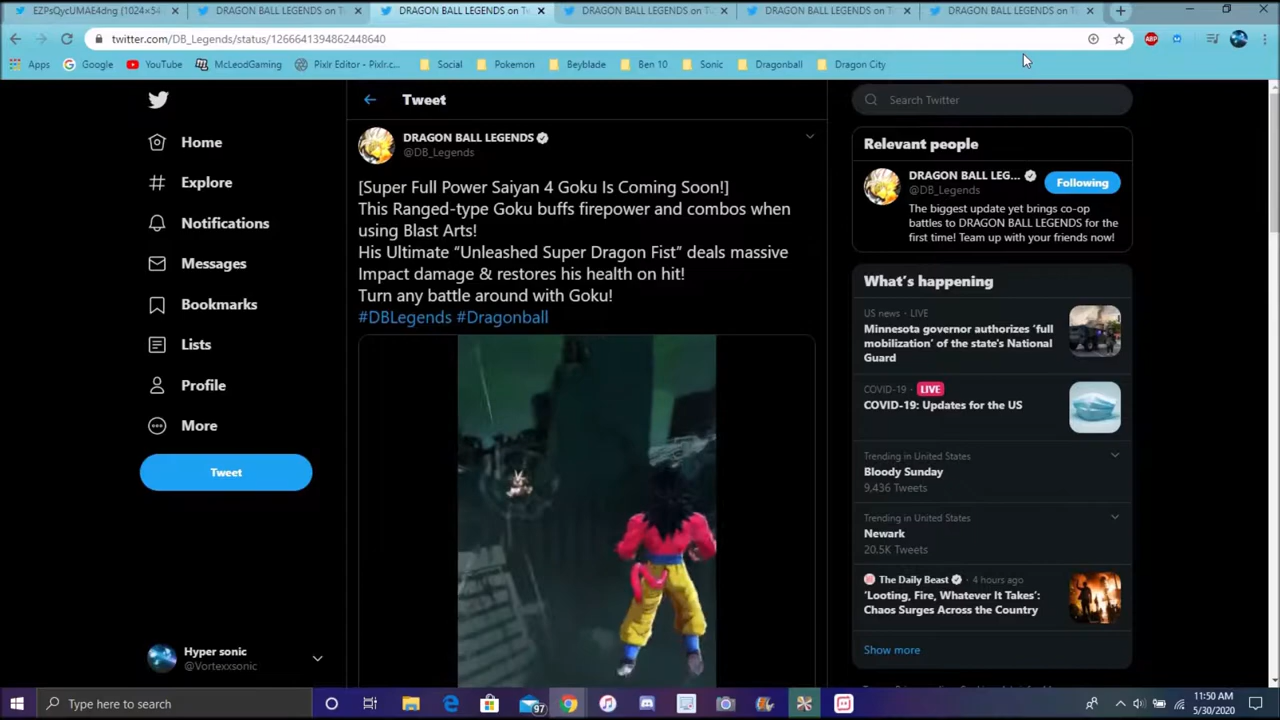 EZPsQycUMAE4dng (1024×54
DRAGON BALL LEGENDS on T
DRAGON BALL LEGENDS on Tw
DRAGON BALL LEGENDS on T
DRAGON BALL LEGENDS on T
DRAGON BALL LEGENDS on T
twitter.com/DB_Legends/status/1266641394862448640
ABP
Apps
Google
YouTube
McLeodGaming
Pixlr Editor - Pixlr.c...
Social
Pokemon
Beyblade
Ben 10
Sonic
Dragonball
Dragon City
Home
Explore
Notifications
Messages
Bookmarks
Lists
Profile
More
Tweet
Hyper sonic
@Vortexxsonic
Tweet
DRAGON BALL LEGENDS
@DB_Legends
[Super Full Power Saiyan 4 Goku Is Coming Soon!]
This Ranged-type Goku buffs firepower and combos when
using Blast Arts!
His Ultimate “Unleashed Super Dragon Fist” deals massive
Impact damage & restores his health on hit!
Turn any battle around with Goku!
#DBLegends #Dragonball
Search Twitter
Relevant people
DRAGON BALL LEG...
@DB_Legends
Following
The biggest update yet brings co-op
battles to DRAGON BALL LEGENDS for the
first time! Team up with your friends now!
What’s happening
US news · LIVE
Minnesota governor authorizes ‘full
mobilization’ of the state’s National
Guard
COVID-19 LIVE
COVID-19: Updates for the US
Trending in United States
Bloody Sunday
9,436 Tweets
Trending in United States
Newark
20.5K Tweets
The Daily Beast · 4 hours ago
‘Looting, Fire, Whatever It Takes’:
Chaos Surges Across the Country
Show more
Type here to search
97
11:50 AM
5/30/2020